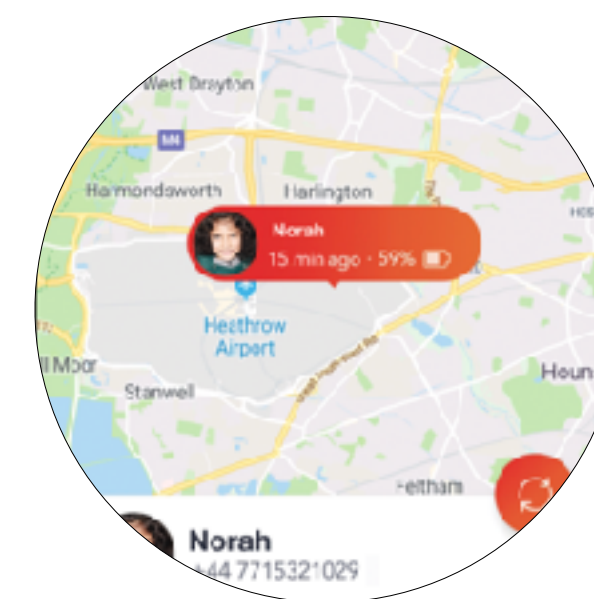 West Drayton
M4
Harmondsworth
Harlington
Norah
15 min ago · 59%
Heathrow
Airport
Moor
Stanwell
Houn
Feltham
Norah
+44 7715321029